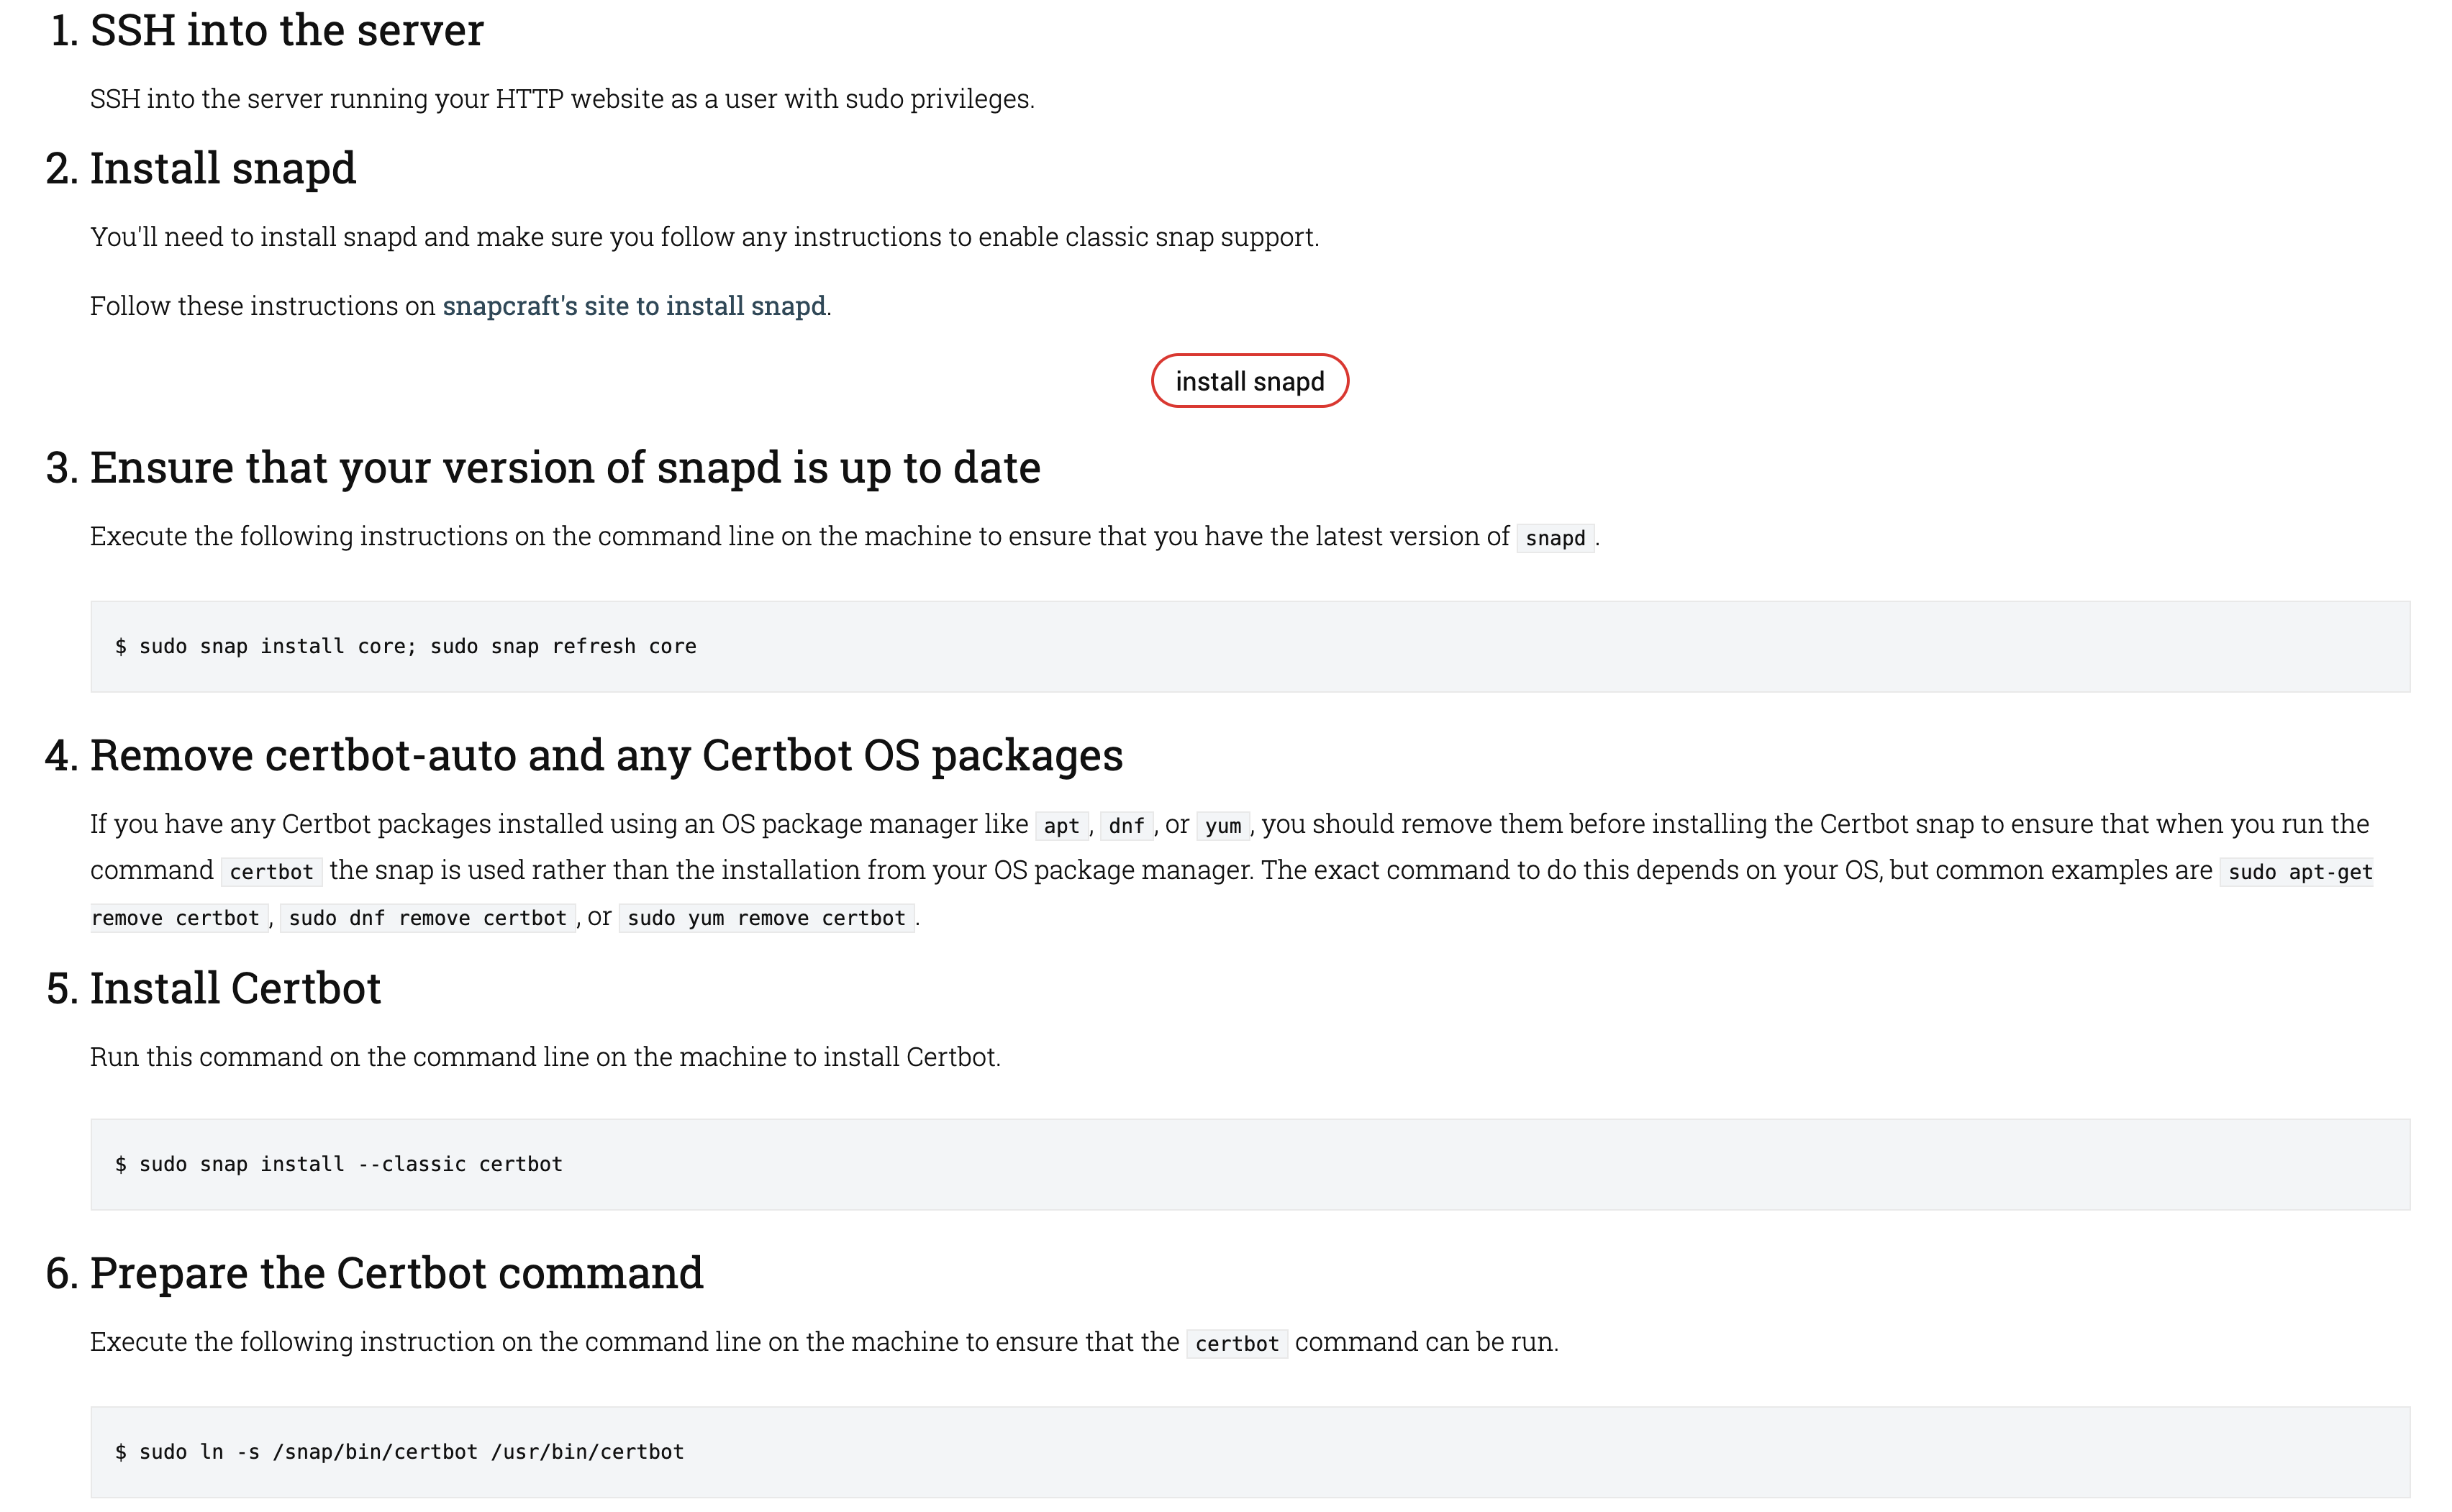 1. SSH into the server
SSH into the server running your HTTP website as a user with sudo privileges.
2. Install snapd
You'll need to install snapd and make sure you follow any instructions to enable classic snap support.
Follow these instructions on snapcraft's site to install snapd.
install snapd
3. Ensure that your version of snapd is up to date
Execute the following instructions on the command line on the machine to ensure that you have the latest version of snapd.
$ sudo snap install core; sudo snap refresh core
4. Remove certbot-auto and any Certbot OS packages
If you have any Certbot packages installed using an OS package manager like apt, dnf, or yum, you should remove them before installing the Certbot snap to ensure that when you run the
command certbot the snap is used rather than the installation from your OS package manager. The exact command to do this depends on your OS, but common examples are sudo apt-get
remove certbot, sudo dnf remove certbot, or sudo yum remove certbot.
5. Install Certbot
Run this command on the command line on the machine to install Certbot.
$ sudo snap install --classic certbot
6. Prepare the Certbot command
Execute the following instruction on the command line on the machine to ensure that the certbot command can be run.
$ sudo ln -s /snap/bin/certbot /usr/bin/certbot